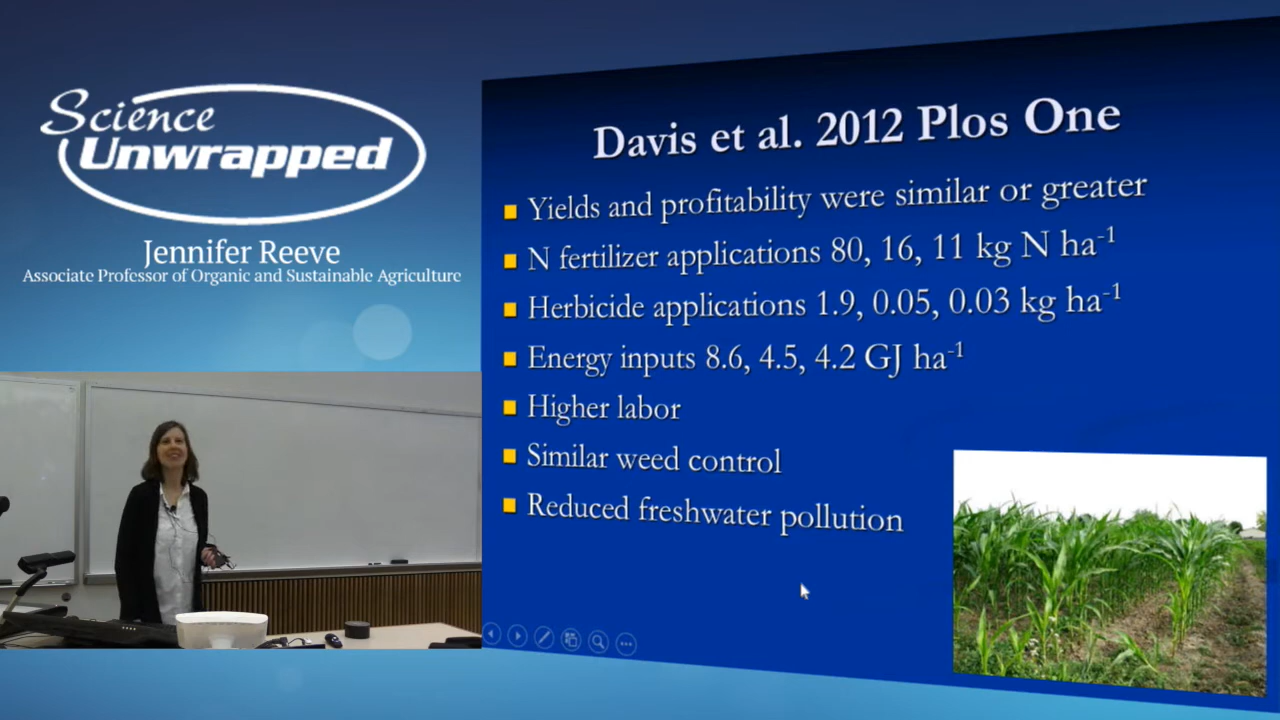 Science
Unwrapped
Jennifer Reeve
Associate Professor of Organic and Sustainable Agriculture
Davis et al. 2012 Plos One
Yields and profitability were similar or greater
N fertilizer applications 80, 16, 11 kg N ha⁻¹
Herbicide applications 1.9, 0.05, 0.03 kg ha⁻¹
Energy inputs 8.6, 4.5, 4.2 GJ ha⁻¹
Higher labor
Similar weed control
Reduced freshwater pollution